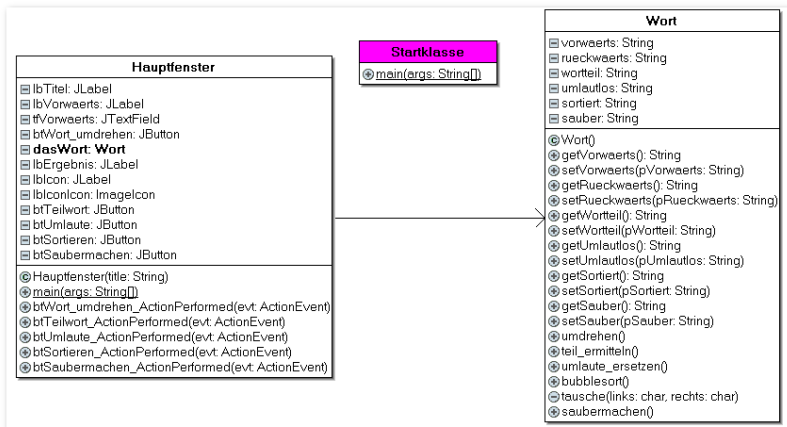 Hauptfenster
lbTitel: JLabel
lbVorwaerts: JLabel
tfVorwaerts: JTextField
btWort_umdrehen: JButton
dasWort: Wort
lbErgebnis: JLabel
lbIcon: JLabel
lbIconIcon: ImageIcon
btTeilwort: JButton
btUmlaute: JButton
btSortieren: JButton
btSaubermachen: JButton
Hauptfenster(title: String)
main(args: String[])
btWort_umdrehen_ActionPerformed(evt: ActionEvent)
btTeilwort_ActionPerformed(evt: ActionEvent)
btUmlaute_ActionPerformed(evt: ActionEvent)
btSortieren_ActionPerformed(evt: ActionEvent)
btSaubermachen_ActionPerformed(evt: ActionEvent)
Startklasse
main(args: String[])
Wort
vorwaerts: String
rueckwaerts: String
wortteil: String
umlautlos: String
sortiert: String
sauber: String
Wort()
getVorwaerts(): String
setVorwaerts(pVorwaerts: String)
getRueckwaerts(): String
setRueckwaerts(pRueckwaerts: String)
getWortteil(): String
setWortteil(pWortteil: String)
getUmlautlos(): String
setUmlautlos(pUmlautlos: String)
getSortiert(): String
setSortiert(pSortiert: String)
getSauber(): String
setSauber(pSauber: String)
umdrehen()
teil_ermitteln()
umlaute_ersetzen()
bubblesort()
tausche(links: char, rechts: char)
saubermachen()